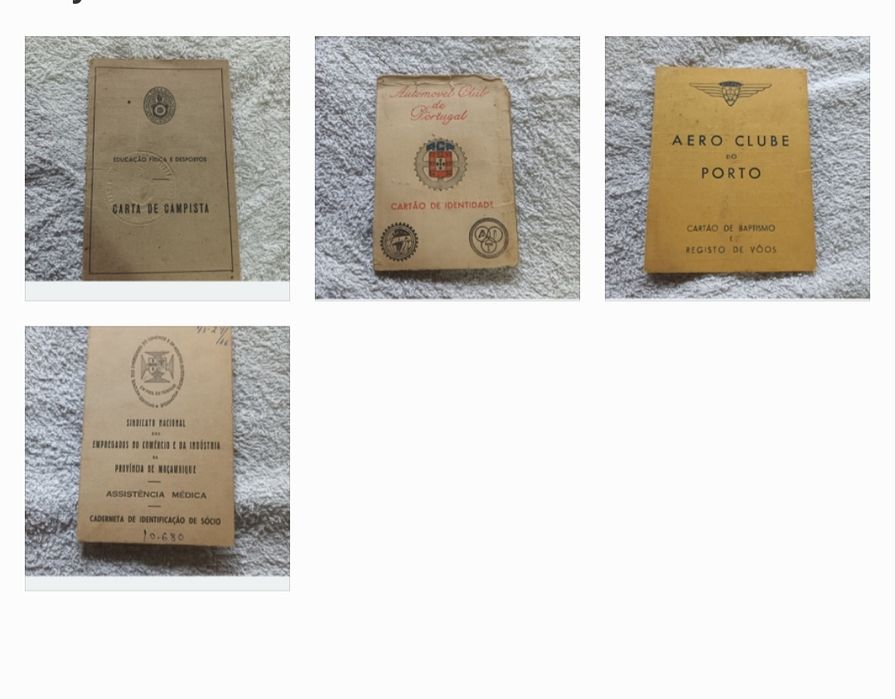 EDUCAÇÃO FÍSICA E DESPORTOS
CARTA DE CAMPISTA
Automovel Club
de
Portugal
CARTÃO DE IDENTIDADE
AIT
AERO CLUBE
DO
PORTO
CARTÃO DE BAPTISMO
E
REGISTO DE VÔOS
SINDICATO NACIONAL
DOS
EMPREGADOS DO COMÉRCIO E DA INDÚSTRIA
DA
PROVÍNCIA DE MOÇAMBIQUE
ASSISTÊNCIA MÉDICA
CADERNETA DE IDENTIFICAÇÃO DE SÓCIO
10.680